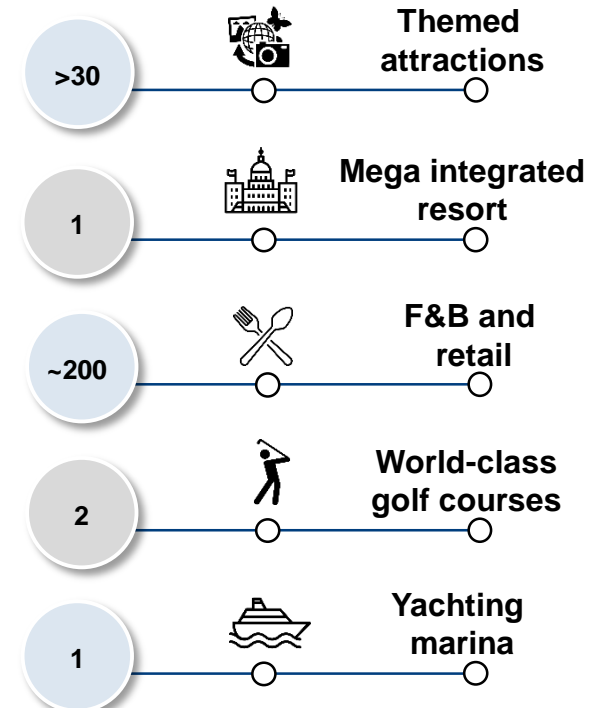 >30
Themed
attractions
1
Mega integrated
resort
~200
F&B and
retail
2
World-class
golf courses
1
Yachting
marina